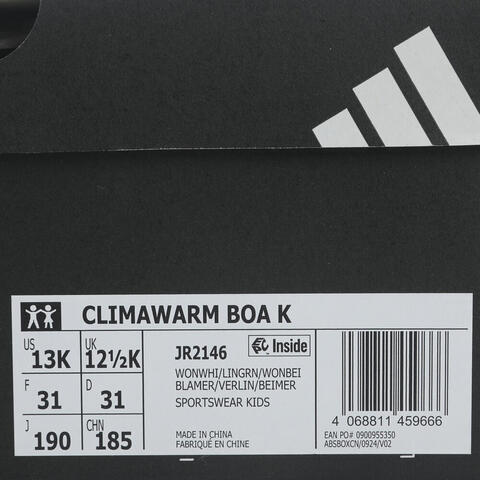 CLIMAWARM BOA K
US UK
13K 12½K
F D
31 31
J CHN
190 185
JR2146 Inside
WONWHI/LINGRN/WONBEI
BLAMER/VERLIN/BEIMER
SPORTSWEAR KIDS
MADE IN CHINA
FABRIQUÉ EN CHINE
4 068811 459666
EAN PO# 0900955350
ABSBOXCN/0924/V02